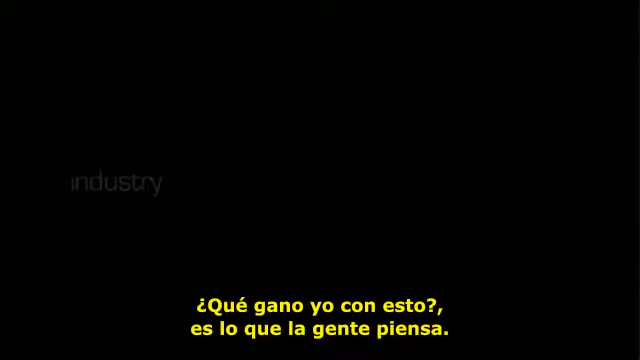 industry
¿Qué gano yo con esto?,
es lo que la gente piensa.